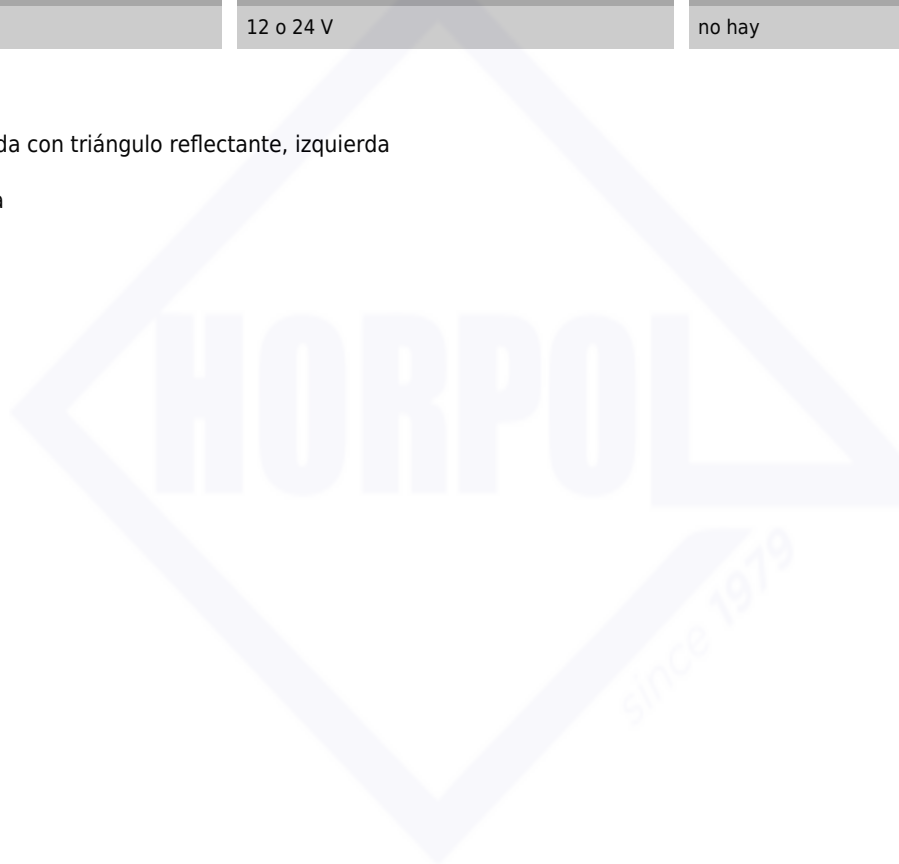 12 o 24 V no hay
da con triángulo reflectante, izquierda
a
HORPOL
since 1979